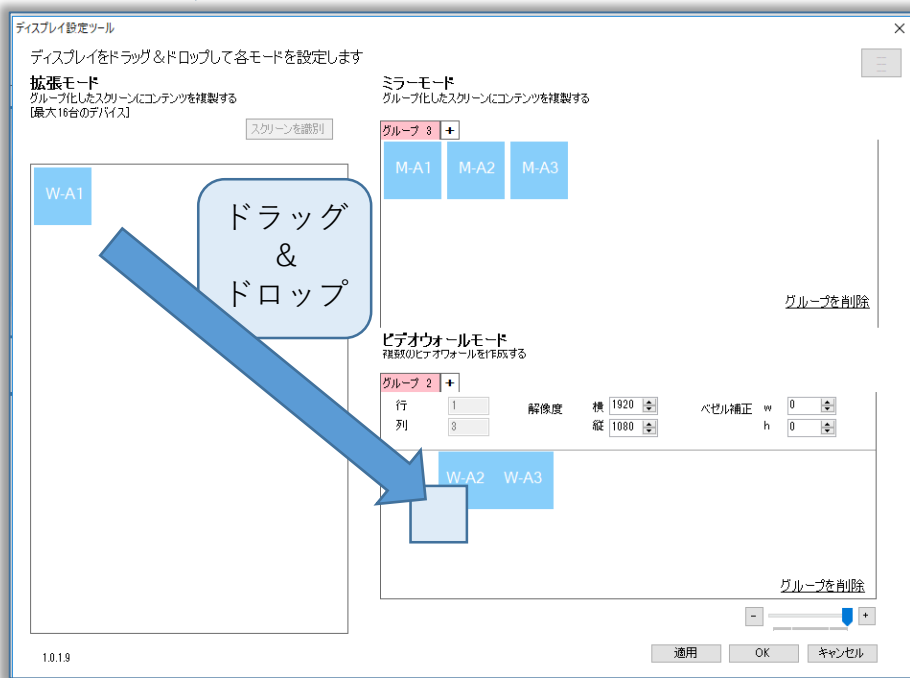 ディスプレイ設定ツール
ディスプレイをドラッグ&ドロップして各モードを設定します
拡張モード
グループ化したスクリーンにコンテンツを複製する
[最大16台のデバイス]
スクリーンを識別
W-A1
ドラッグ
&
ドロップ
ミラーモード
グループ化したスクリーンにコンテンツを複製する
グループ 3 +
M-A1 M-A2 M-A3
グループを削除
ビデオウォールモード
複数のビデオウォールを作成する
グループ 2 +
行 1 解像度 横 1920 ベゼル補正 w 0
列 3 縦 1080 h 0
W-A2 W-A3
グループを削除
- +
1.0.1.9
適用 OK キャンセル